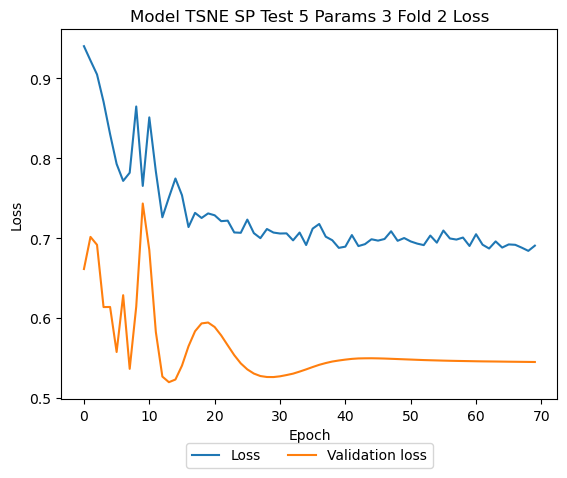 Model TSNE SP Test 5 Params 3 Fold 2 Loss
Loss
0.9
0.8
0.7
0.6
0.5
0 10 20 30 40 50 60 70
Epoch
Loss Validation loss